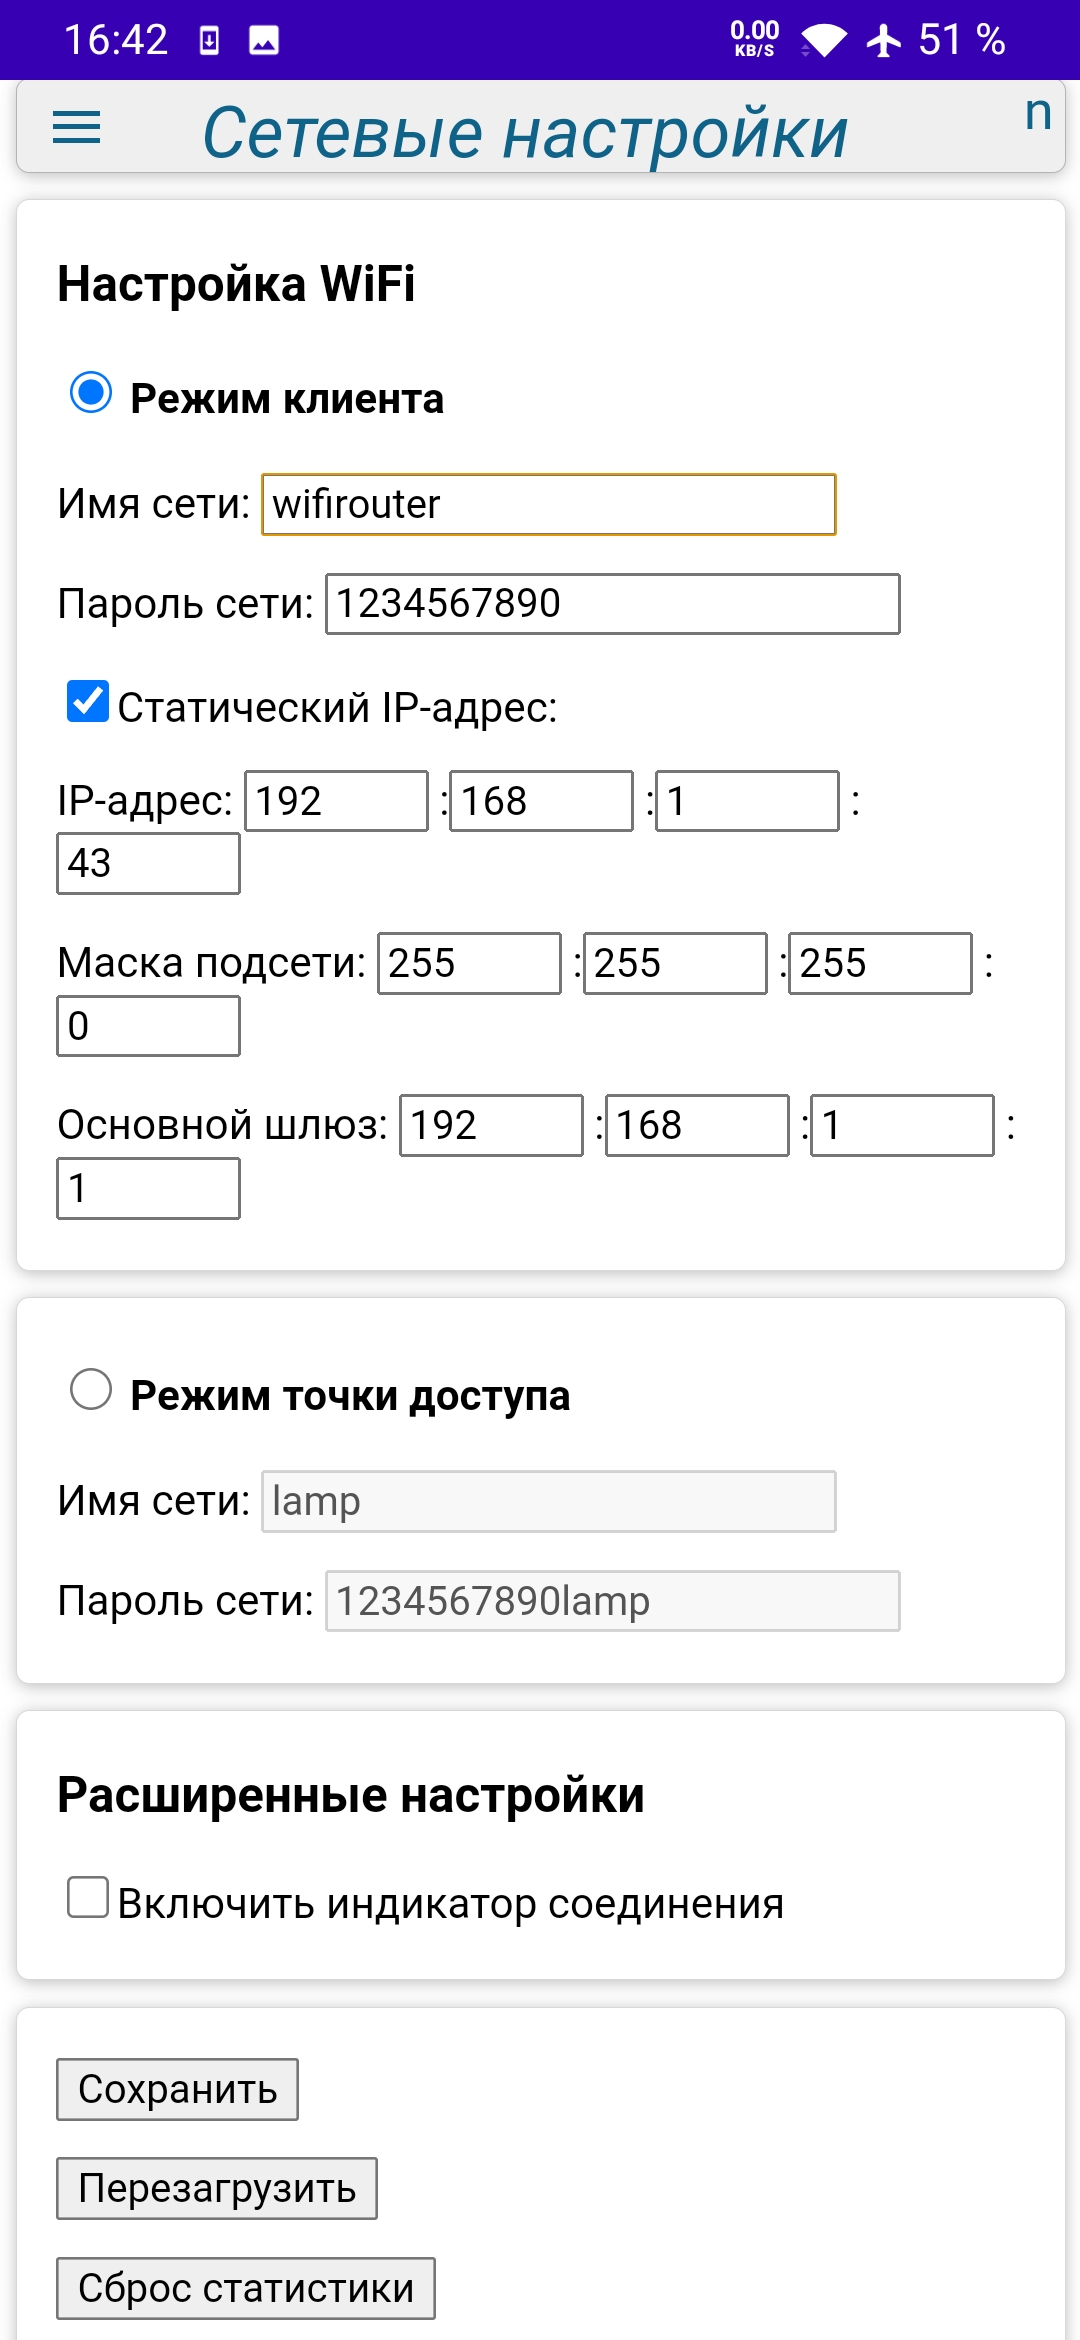 16:42 0.00 KB/S 51 %
Сетевые настройки n
Настройка WiFi
Режим клиента
Имя сети: wifirouter
Пароль сети: 1234567890
Статический IP-адрес:
IP-адрес: 192 :168 :1 :
43
Маска подсети: 255 :255 :255 :
0
Основной шлюз: 192 :168 :1 :
1
Режим точки доступа
Имя сети: lamp
Пароль сети: 1234567890lamp
Расширенные настройки
Включить индикатор соединения
Сохранить
Перезагрузить
Сброс статистики